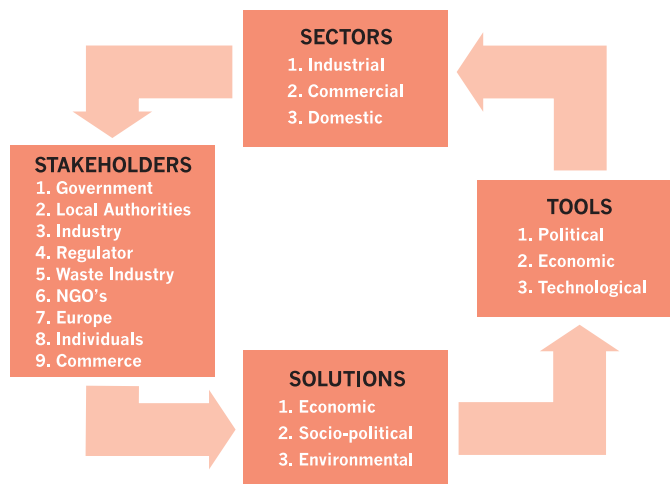 SECTORS
1. Industrial
2. Commercial
3. Domestic
STAKEHOLDERS
1. Government
2. Local Authorities
3. Industry
4. Regulator
5. Waste Industry
6. NGO's
7. Europe
8. Individuals
9. Commerce
TOOLS
1. Political
2. Economic
3. Technological
SOLUTIONS
1. Economic
2. Socio-political
3. Environmental